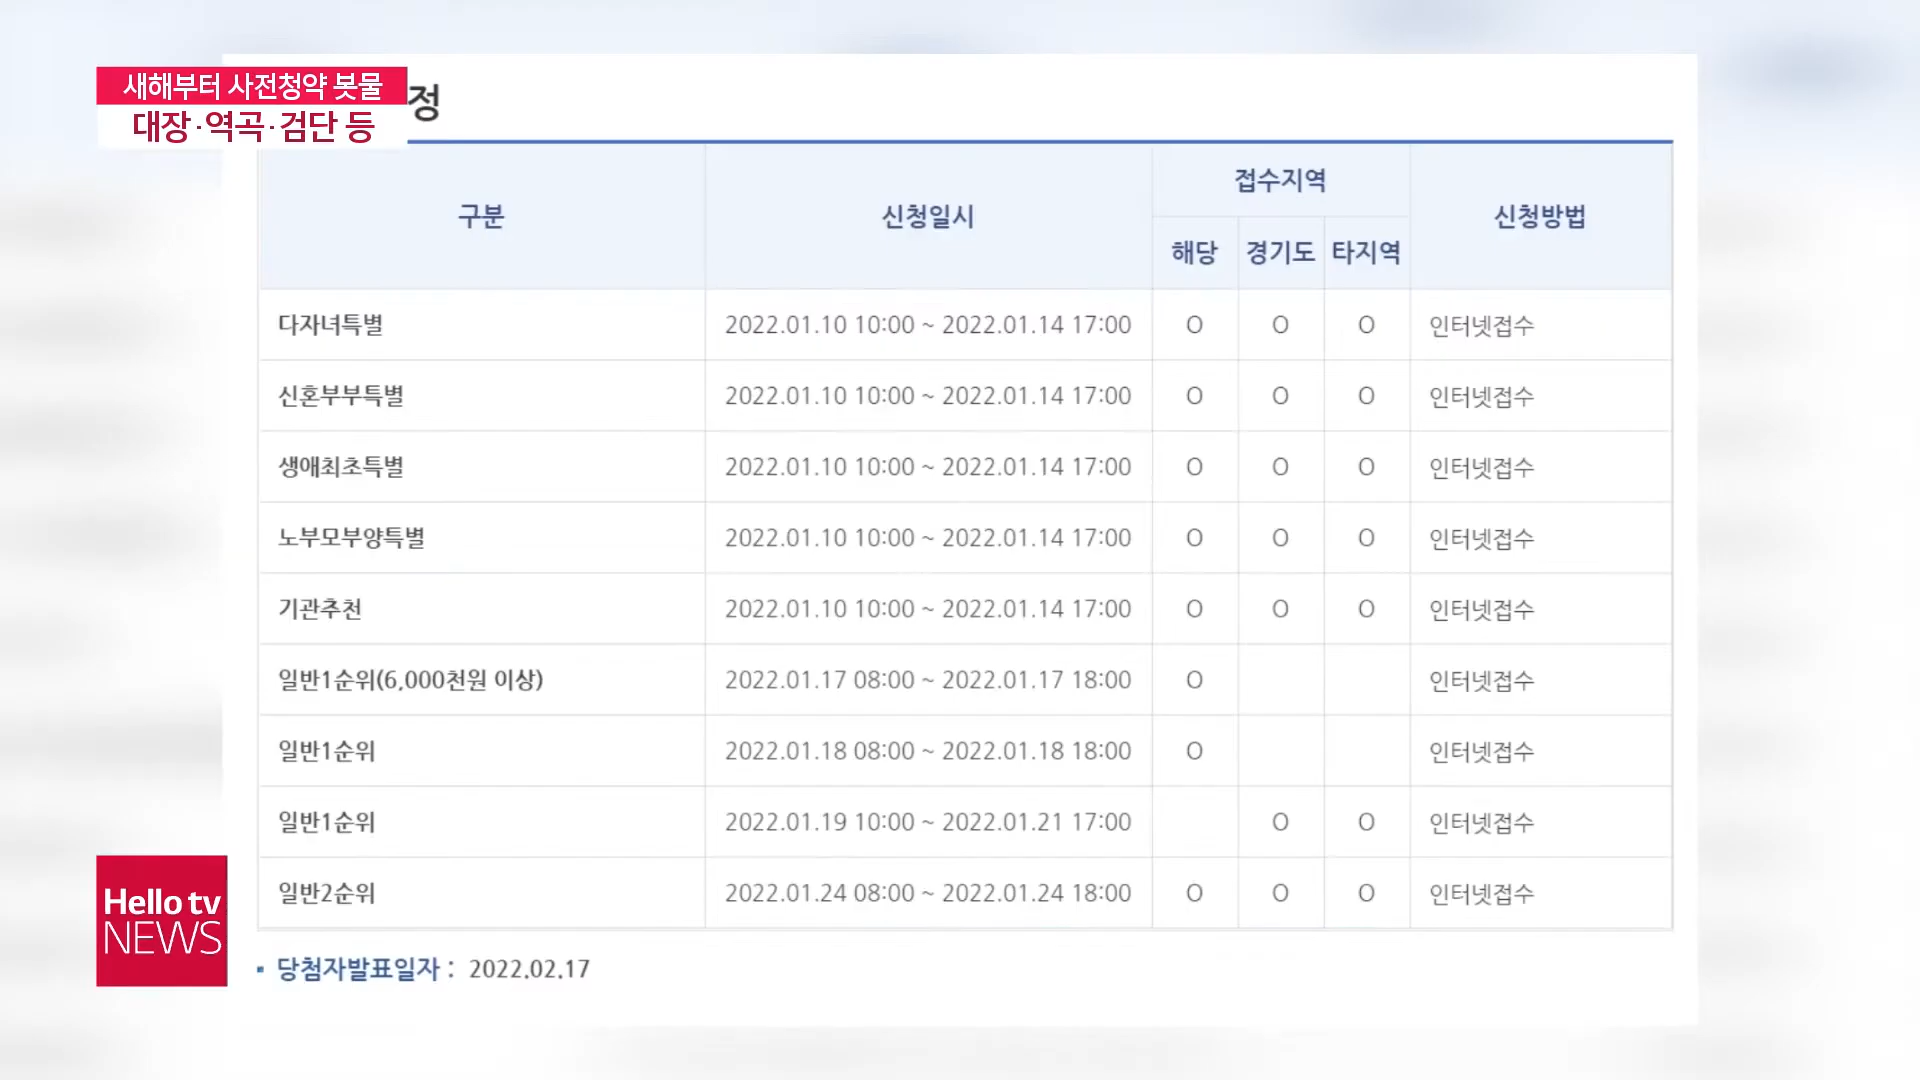 새해부터 사전청약 봇물
대장·역곡·검단 등
정
구분 신청일시 접수지역 신청방법
해당 경기도 타지역
다자녀특별 2022.01.10 10:00 ~ 2022.01.14 17:00 O O O 인터넷접수
신혼부부특별 2022.01.10 10:00 ~ 2022.01.14 17:00 O O O 인터넷접수
생애최초특별 2022.01.10 10:00 ~ 2022.01.14 17:00 O O O 인터넷접수
노부모부양특별 2022.01.10 10:00 ~ 2022.01.14 17:00 O O O 인터넷접수
기관추천 2022.01.10 10:00 ~ 2022.01.14 17:00 O O O 인터넷접수
일반1순위(6,000천원 이상) 2022.01.17 08:00 ~ 2022.01.17 18:00 O 인터넷접수
일반1순위 2022.01.18 08:00 ~ 2022.01.18 18:00 O 인터넷접수
일반1순위 2022.01.19 10:00 ~ 2022.01.21 17:00 O O 인터넷접수
일반2순위 2022.01.24 08:00 ~ 2022.01.24 18:00 O O O 인터넷접수
당첨자발표일자 : 2022.02.17
Hello tv
NEWS